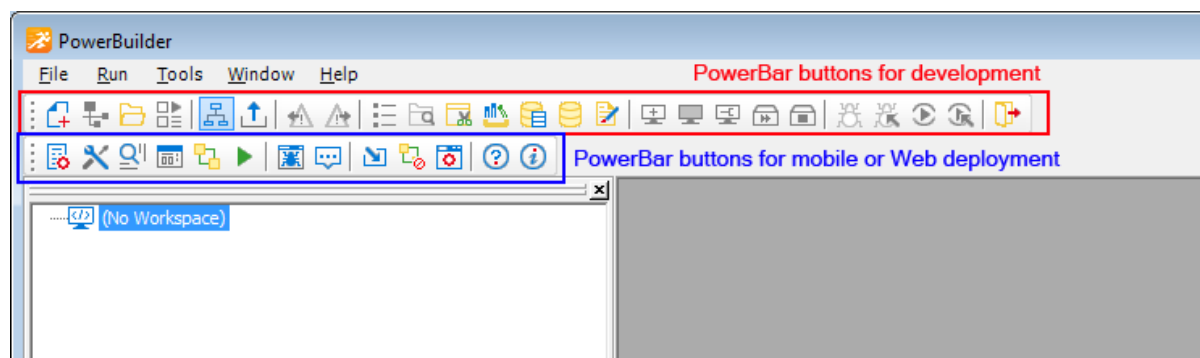 PowerBuilder
File Run Tools Window Help
PowerBar buttons for development
PowerBar buttons for mobile or Web deployment
(No Workspace)